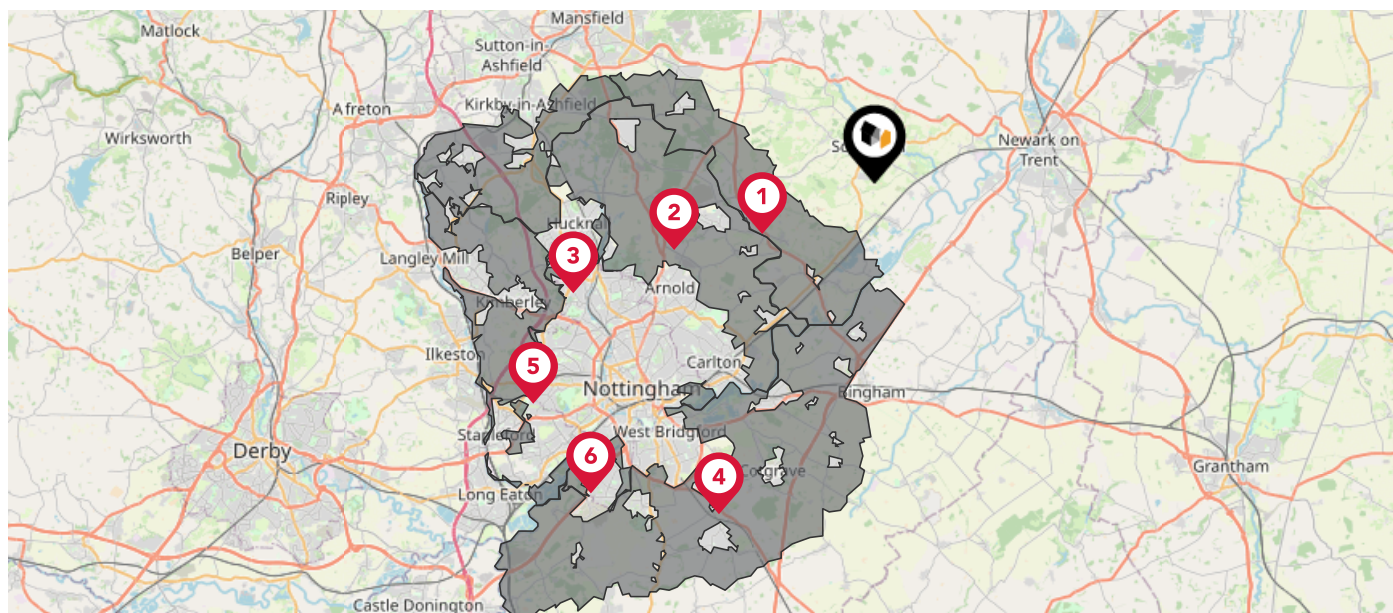 Matlock
Mansfield
Sutton-in-
Ashfield
Alfreton
Kirkby-in-Ashfield
Wirksworth
Newark on
Trent
Ripley
1
2
Hucknall
3
Belper
Langley Mill
Arnold
Kimberley
Ilkeston
Carlton
5
Nottingham
Bingham
Stapleford
West Bridgford
Derby
6
4
Cotgrave
Grantham
Long Eaton
Castle Donington